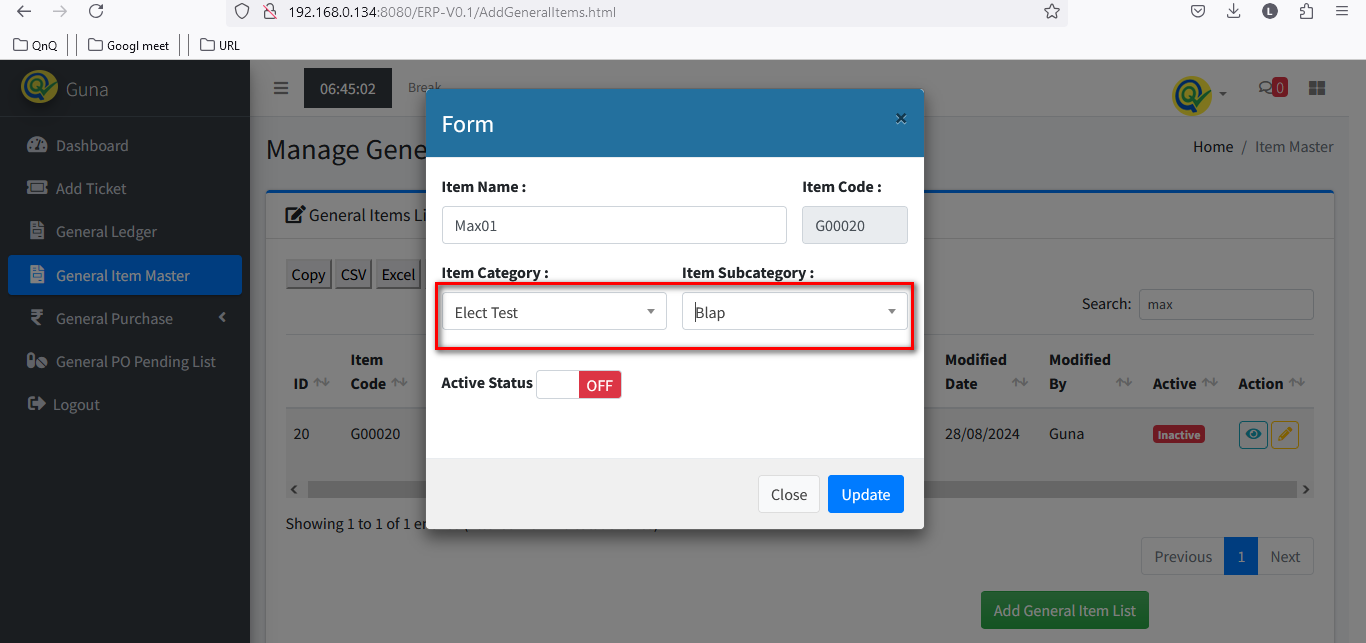 192.168.0.134:8080/ERP-V0.1/AddGeneralItems.html
L
QnQ
Googl meet
URL
Guna
06:45:02
Break
0
Dashboard
Add Ticket
General Ledger
General Item Master
General Purchase
General PO Pending List
Logout
Manage Gene
Home / Item Master
General Items Li
Copy
CSV
Excel
Search:
max
ID
Item Code
Modified Date
Modified By
Active
Action
20
G00020
28/08/2024
Guna
Inactive
Showing 1 to 1 of 1 e
Previous
1
Next
Add General Item List
Form
×
Item Name :
Item Code :
Max01
G00020
Item Category :
Item Subcategory :
Elect Test
Blap
Active Status
OFF
Close
Update